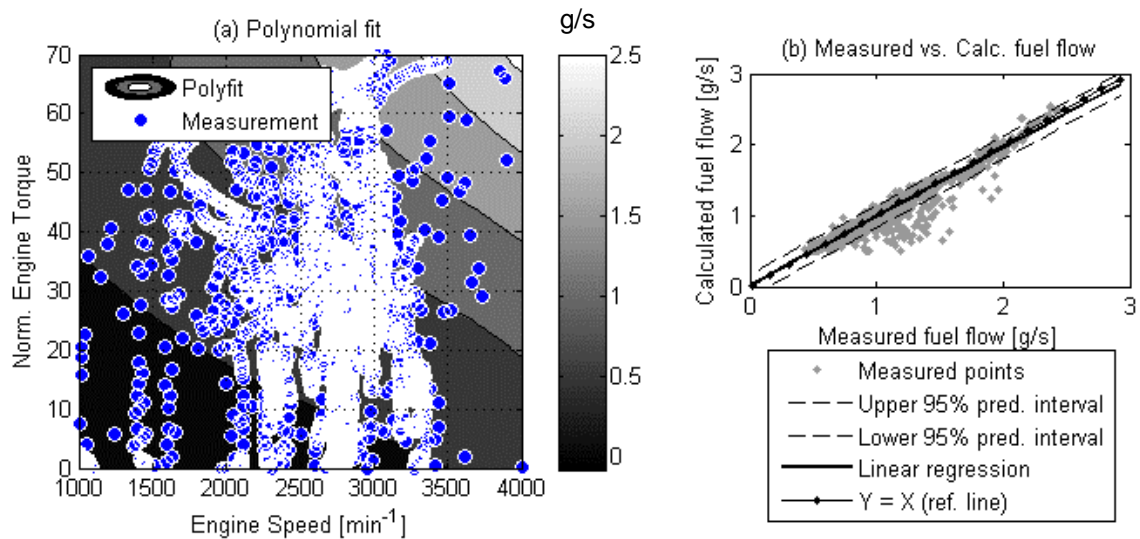 (a) Polynomial fit
g/s
70
60
50
40
30
20
10
0
Norm. Engine Torque
Polyfit
Measurement
1000 1500 2000 2500 3000 3500 4000
Engine Speed [min-1]
2.5
2
1.5
1
0.5
0
(b) Measured vs. Calc. fuel flow
Calculated fuel flow [g/s]
3
2
1
0
0 1 2 3
Measured fuel flow [g/s]
Measured points
Upper 95% pred. interval
Lower 95% pred. interval
Linear regression
Y = X (ref. line)